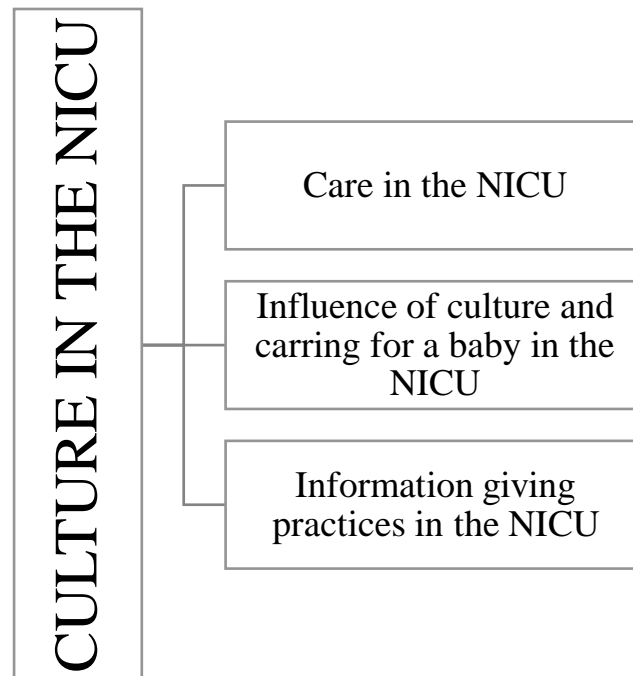 CULTURE IN THE NICU
Care in the NICU
Influence of culture and
carring for a baby in the
NICU
Information giving
practices in the NICU